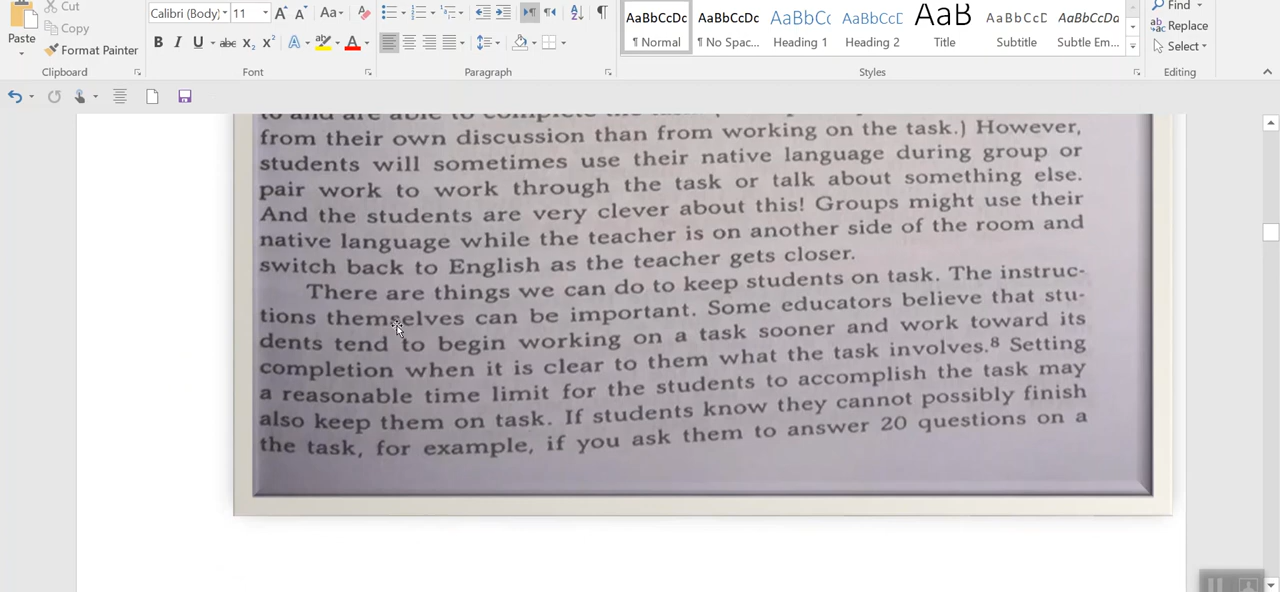 Cut
Calibri (Body) 11 Aa AaBbCcDc AaBbCcDc AaBbCc AaBbCcC AaB AaBbCcD AaBbCcDa Find
Paste Copy Replace
Format Painter B I U abc X₂ X² A A ¶ Normal ¶ No Spac... Heading 1 Heading 2 Title Subtitle Subtle Em... Select
Clipboard Font Paragraph Styles Editing
from their own discussion than from working on the task.) However,
students will sometimes use their native language during group or
pair work to work through the task or talk about something else.
And the students are very clever about this! Groups might use their
native language while the teacher is on another side of the room and
switch back to English as the teacher gets closer.
There are things we can do to keep students on task. The instruc-
tions themselves can be important. Some educators believe that stu-
dents tend to begin working on a task sooner and work toward its
completion when it is clear to them what the task involves.⁸ Setting
a reasonable time limit for the students to accomplish the task may
also keep them on task. If students know they cannot possibly finish
the task, for example, if you ask them to answer 20 questions on a